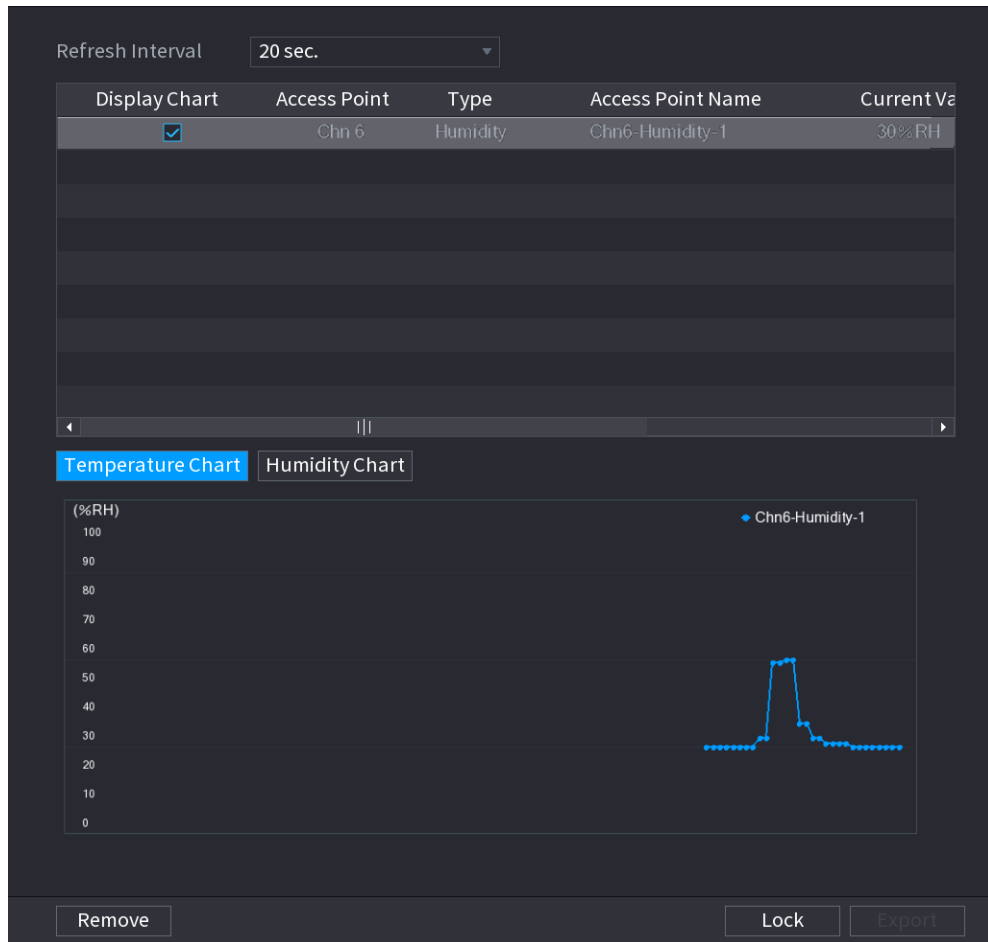 Refresh Interval 20 sec.
Display Chart Access Point Type Access Point Name Current Va
Chn 6 Humidity Chn6-Humidity-1 30%RH
Temperature Chart Humidity Chart
(%RH)
Chn6-Humidity-1
100
90
80
70
60
50
40
30
20
10
0
Remove Lock Export